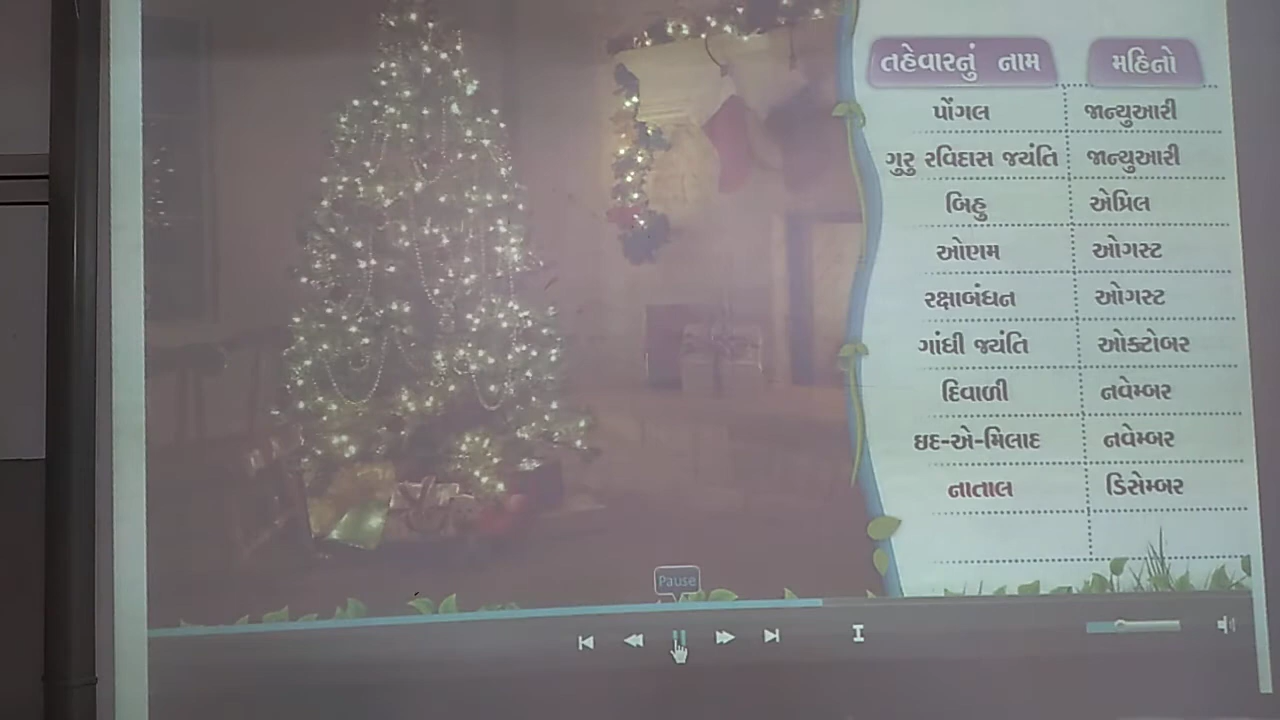 તહેવારનું નામ મહિનો
પોંગલ જાન્યુઆરી
ગુરુ રવિદાસ જયંતિ જાન્યુઆરી
બિહુ એપ્રિલ
ઓણમ ઓગસ્ટ
રક્ષાબંધન ઓગસ્ટ
ગાંધી જયંતિ ઓક્ટોબર
દિવાળી નવેમ્બર
ઇદ-એ-મિલાદ નવેમ્બર
નાતાલ ડિસેમ્બર
Pause